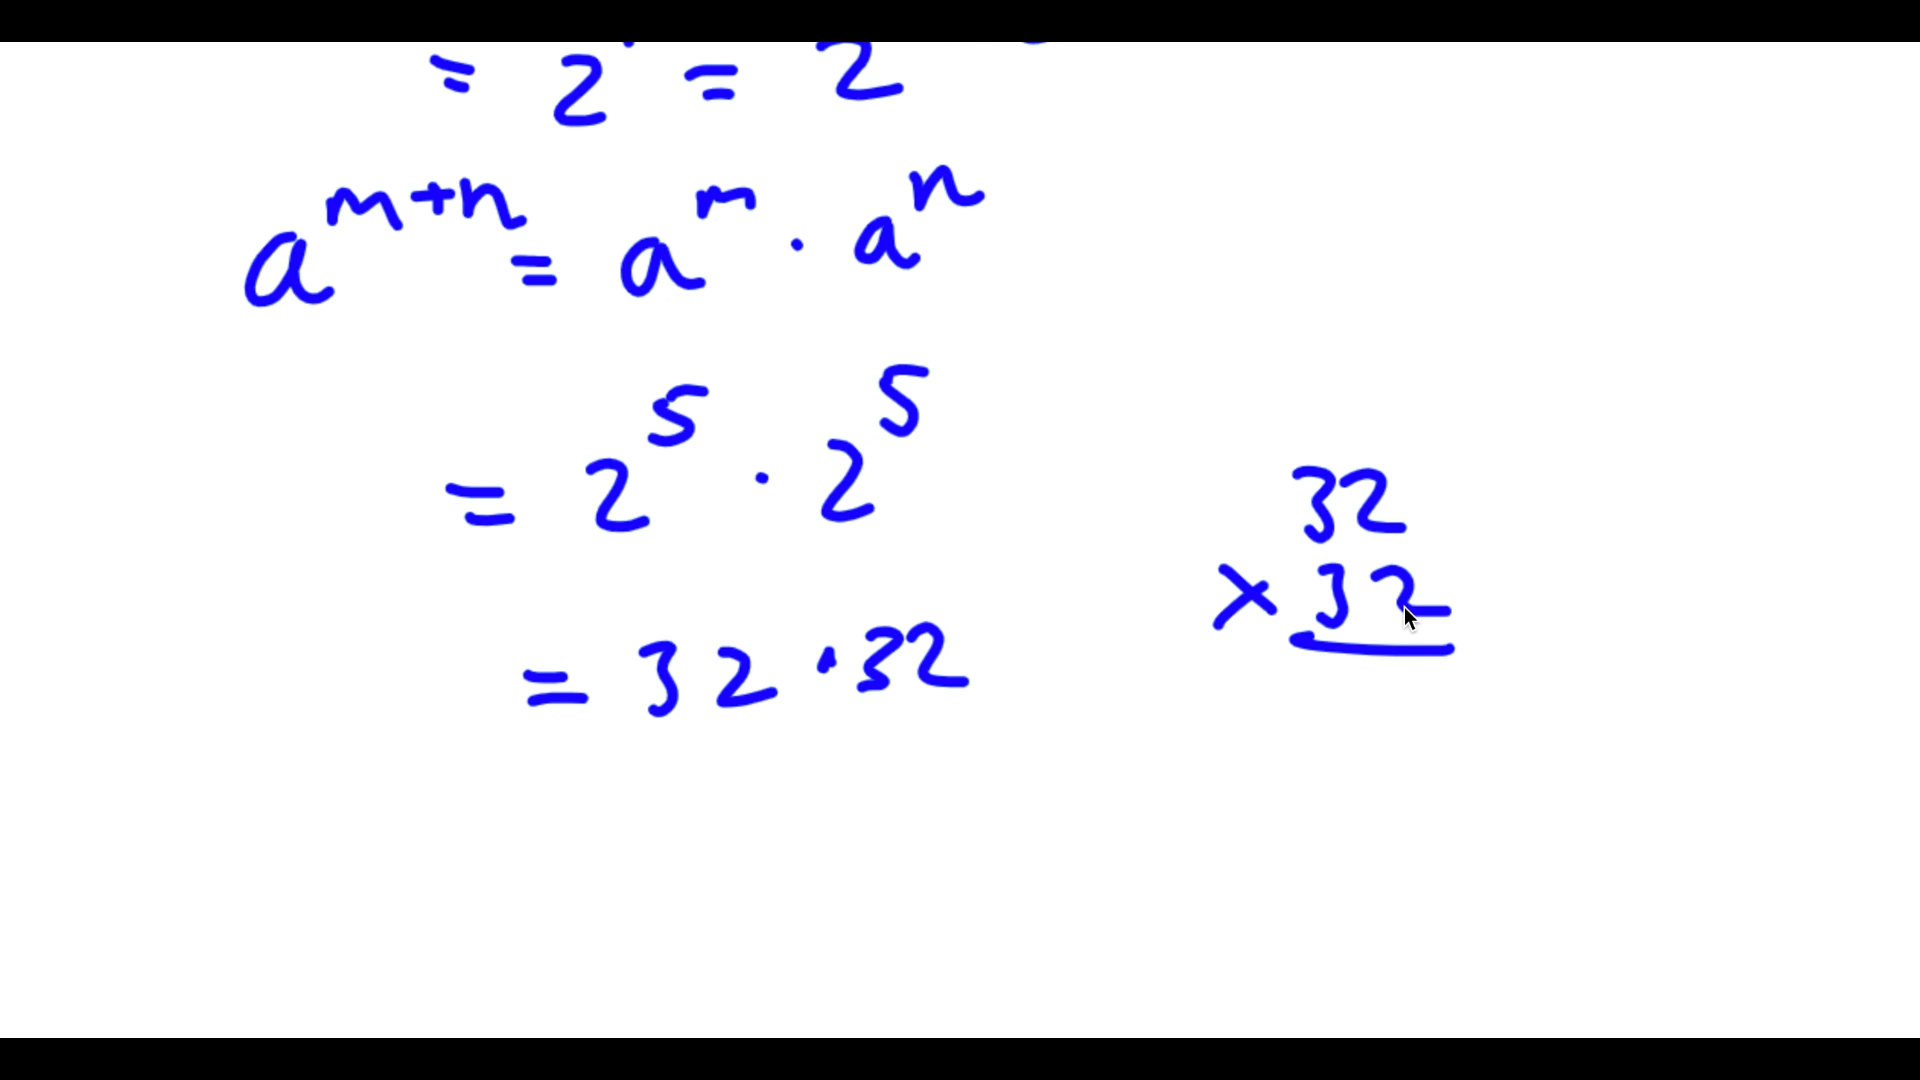 = 2 = 2
a^{m+n} = a^m · a^n
= 2^5 · 2^5
= 32 · 32
32
× 32